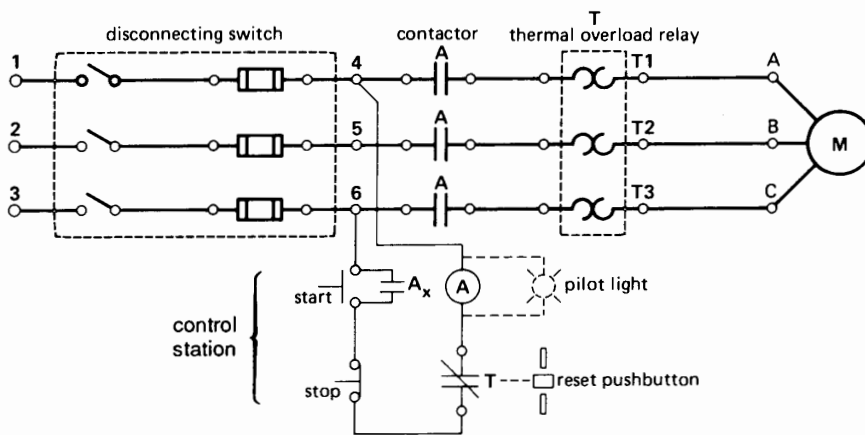 T
disconnecting switch
contactor
thermal overload relay
1
4
A
T1
A
2
5
A
T2
B
M
3
6
A
T3
C
start
Ax
A
pilot light
control
station
stop
T
reset pushbutton